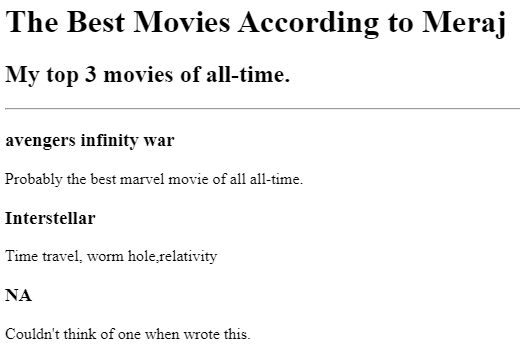 The Best Movies According to Meraj
My top 3 movies of all-time.
avengers infinity war
Probably the best marvel movie of all all-time.
Interstellar
Time travel, worm hole,relativity
NA
Couldn't think of one when wrote this.